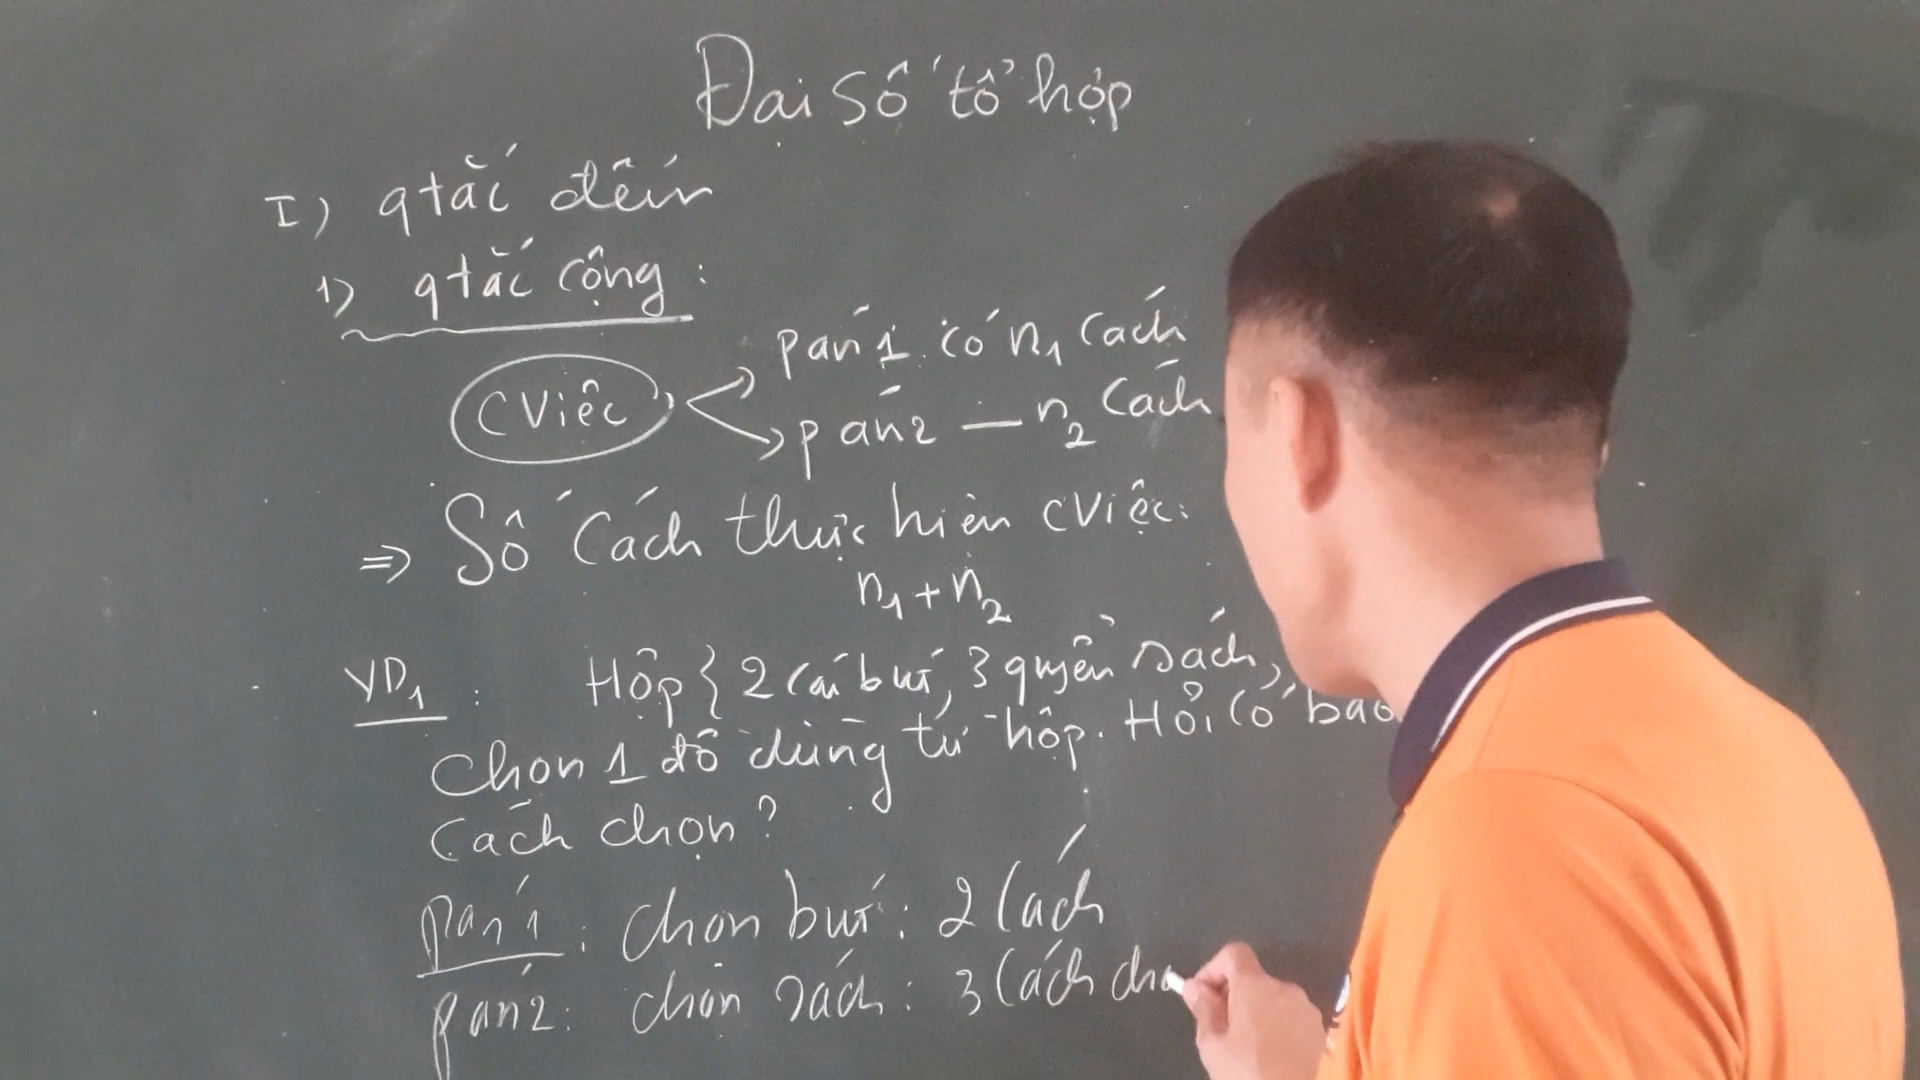 Đại số tổ hợp
I) qtắc đếm
1) qtắc cộng:
cviệc
pán 1 có n₁ cách
pán 2 — n₂ cách
⇒ Số cách thực hiện cviệc:
n₁ + n₂
VD₁: Hộp { 2 cái bút, 3 quyển sách,
Chọn 1 đồ dùng từ hộp. Hỏi có bao
cách chọn?
pán 1: chọn bút: 2 cách
pán 2: chọn sách: 3 cách chọ